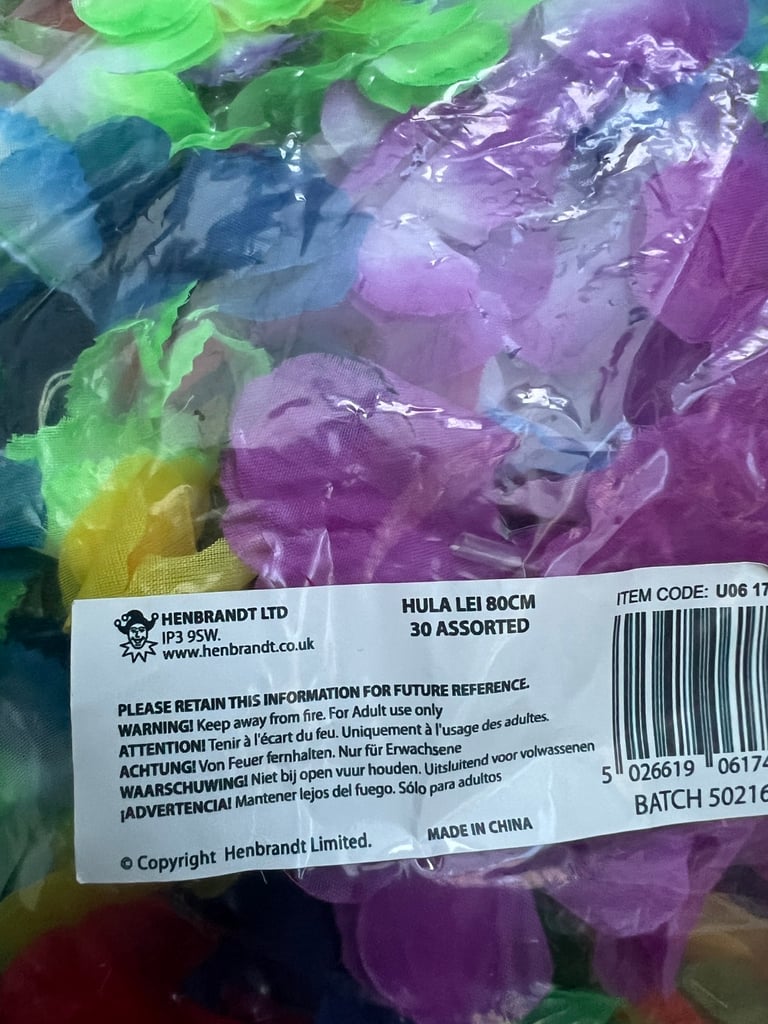 HENBRANDT LTD
IP3 9SW.
www.henbrandt.co.uk
HULA LEI 80CM
30 ASSORTED
ITEM CODE: U06 17
PLEASE RETAIN THIS INFORMATION FOR FUTURE REFERENCE.
WARNING! Keep away from fire. For Adult use only
ATTENTION! Tenir à l'écart du feu. Uniquement à l'usage des adultes.
ACHTUNG! Von Feuer fernhalten. Nur für Erwachsene
WAARSCHUWING! Niet bij open vuur houden. Uitsluitend voor volwassenen
¡ADVERTENCIA! Mantener lejos del fuego. Sólo para adultos
5 026619 06174
BATCH 50216
© Copyright Henbrandt Limited.
MADE IN CHINA